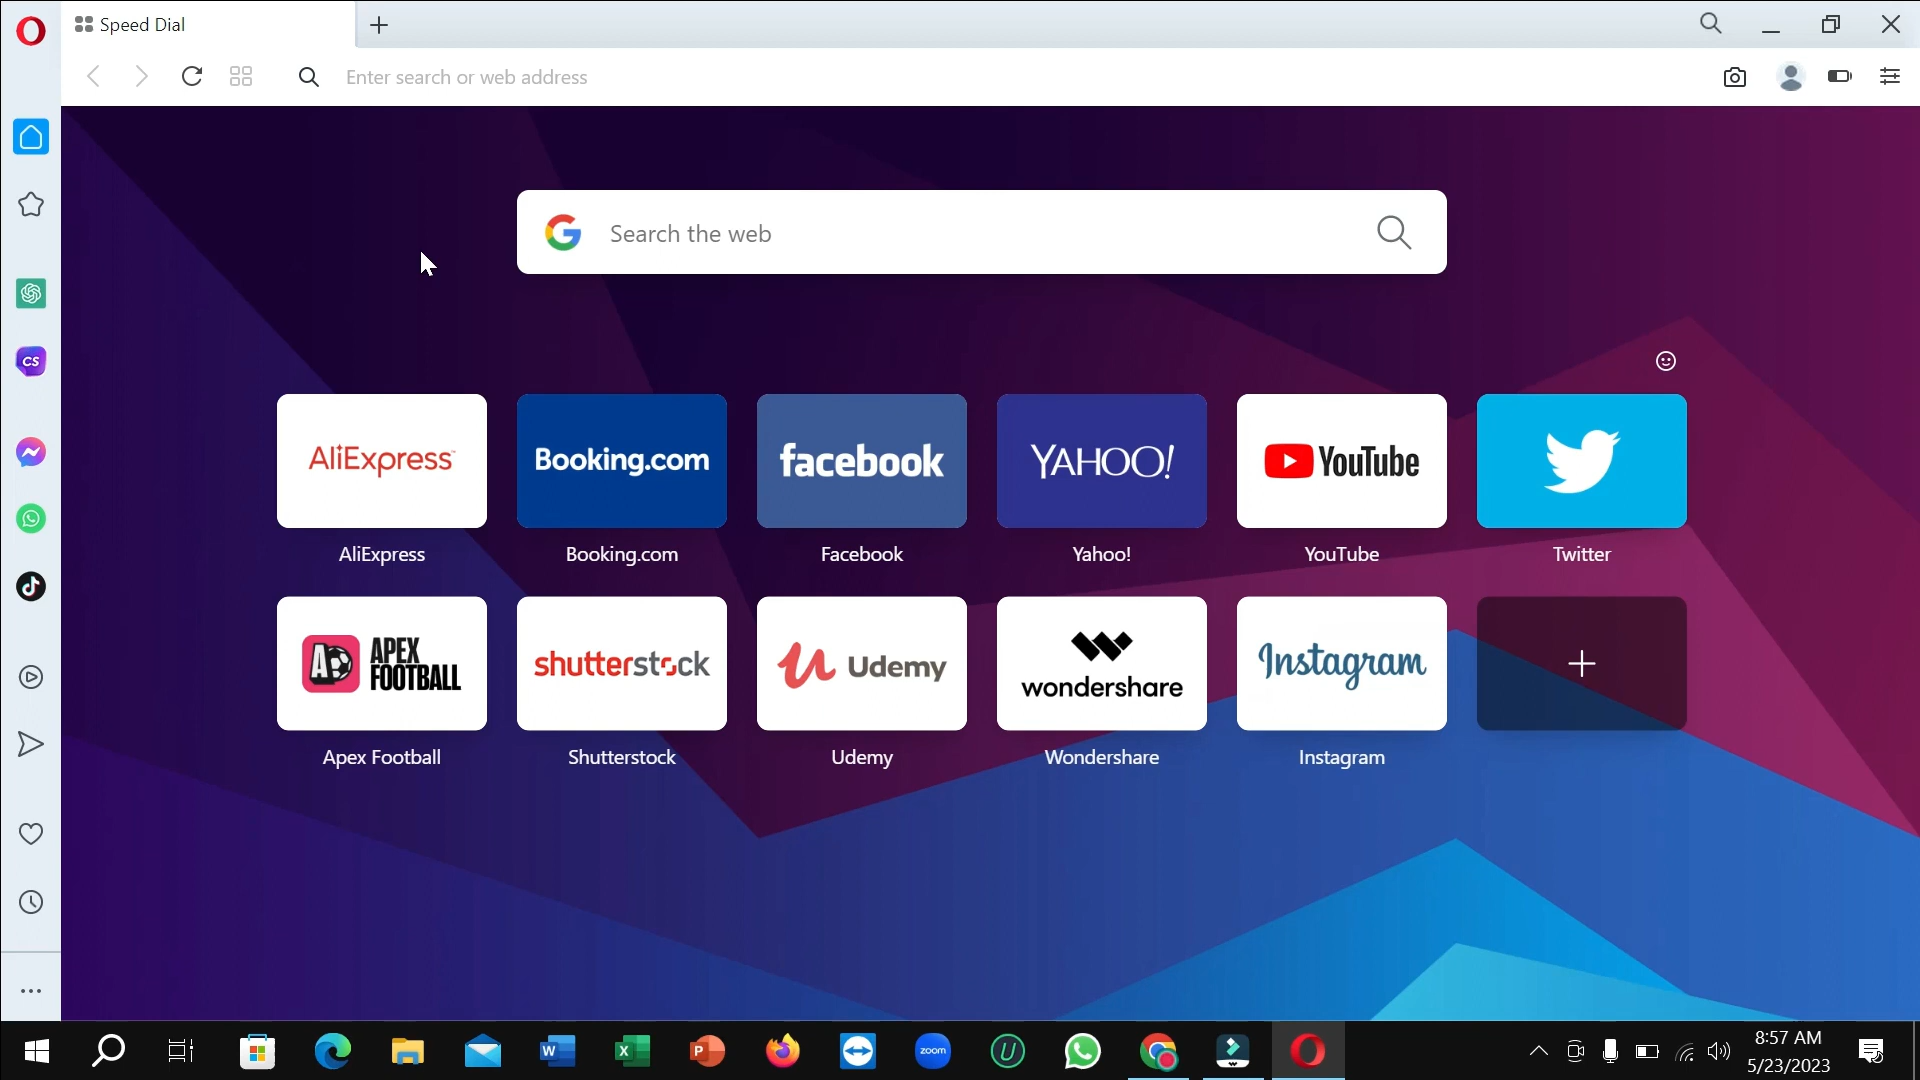 Speed Dial
Enter search or web address
Search the web
CS
AliExpress
Booking.com
facebook
YAHOO!
YouTube
AliExpress
Booking.com
Facebook
Yahoo!
YouTube
Twitter
APEX
FOOTBALL
shutterstock
Udemy
wondershare
Instagram
Apex Football
Shutterstock
Udemy
Wondershare
Instagram
W
X
P
zoom
U
8:57 AM
5/23/2023